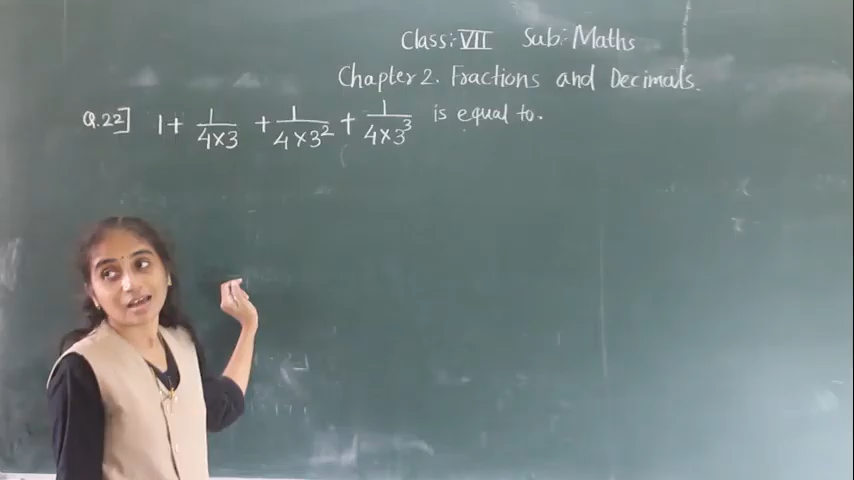 Class: VII Sub: Maths
Chapter 2. Fractions and Decimals.
Q.22] 1 + 1/4×3 + 1/4×3² + 1/4×3³ is equal to.